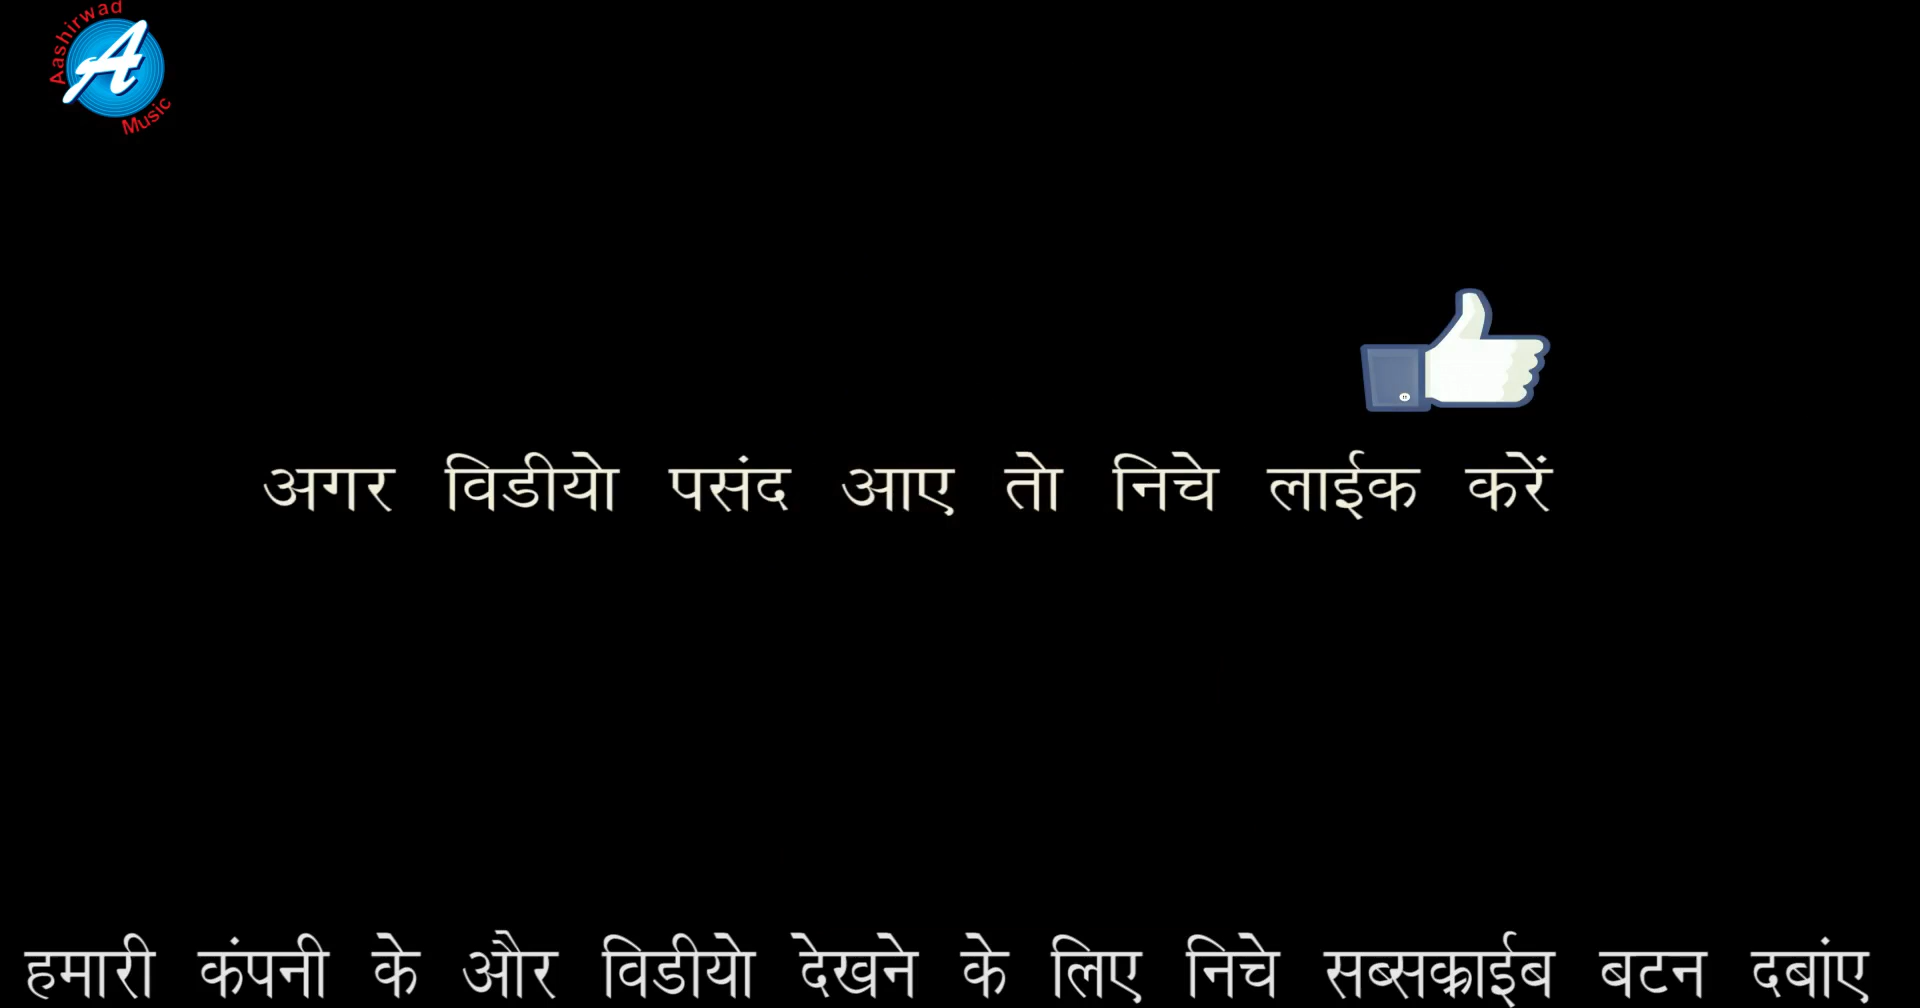 Aashirwad
A
Music
अगर विडीयो पसंद आए तो निचे लाईक करें
हमारी कंपनी के और विडीयो देखने के लिए निचे सब्सक्राईब बटन दबांए